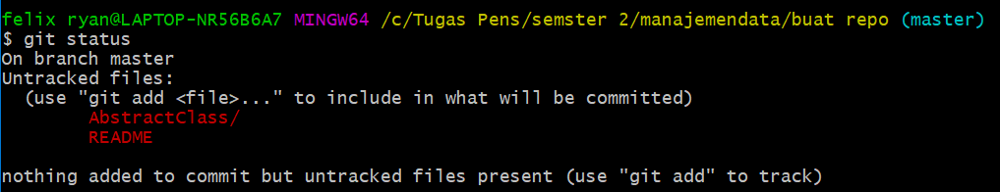 felix ryan@LAPTOP-NR56B6A7 MINGW64 /c/Tugas Pens/semster 2/manajemendata/buat repo (master)
$ git status
On branch master
Untracked files:
  (use "git add <file>..." to include in what will be committed)
        AbstractClass/
        README

nothing added to commit but untracked files present (use "git add" to track)